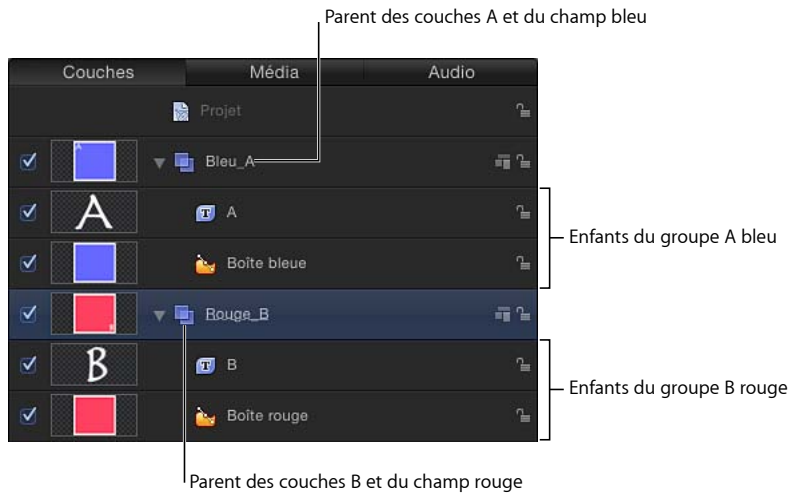 Parent des couches A et du champ bleu
Couches Média Audio
Projet
A
Bleu_A
A
T A
Enfants du groupe A bleu
Boîte bleue
B
Rouge_B
B
T B
Enfants du groupe B rouge
Boîte rouge
Parent des couches B et du champ rouge